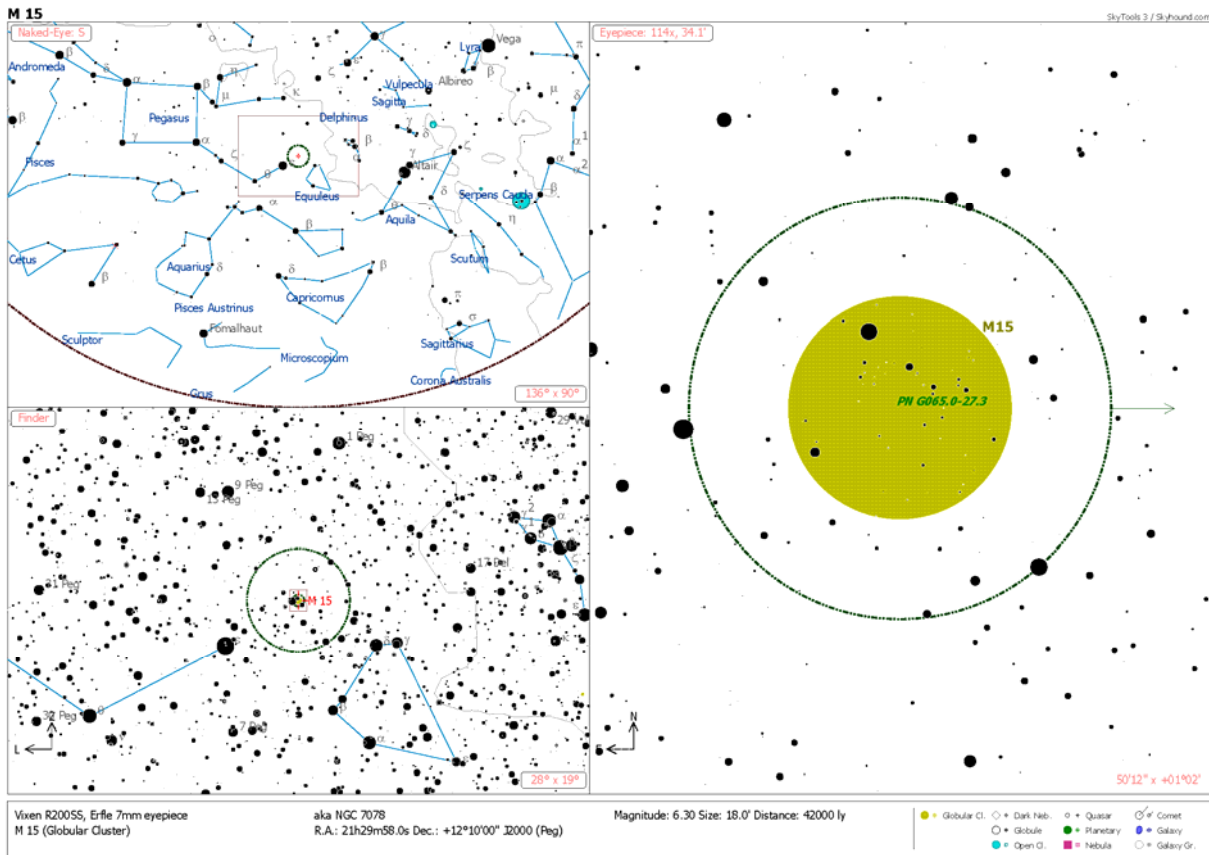 M 15
SkyTools 3 / Skyhound.com
Naked-Eye: S
Andromeda
β
δ
α
Pegasus
β
η
μ
κ
γ
α
ζ
θ
Pisces
Cetus
β
Aquarius
α
δ
β
Pisces Austrinus
Fomalhaut
Sculptor
Grus
Microscopium
Capricornus
δ
β
Equuleus
Delphinus
β
α
Sagitta
Vulpecula
Albireo
Lyra
β
Vega
γ
δ
γ
Altair
ζ
δ
Aquila
Serpens Cauda
η
Scutum
π
σ
Sagittarius
Corona Australis
π
μ
δ
α 1
α 2
β
136° x 90°
Finder
1 Peg
9 Peg
13 Peg
M 15
17 Del
γ 2
1
α
δ
ζ
ε
κ
θ
7 Peg
δ
γ
β
α
L
28° x 19°
Eyepiece: 114x, 34.1'
M15
PN G065.0-27.3
N
E
50'12" x +01°02'
Vixen R200SS, Erfle 7mm eyepiece
M 15 (Globular Cluster)
aka NGC 7078
R.A.: 21h29m58.0s Dec.: +12°10'00" J2000 (Peg)
Magnitude: 6.30 Size: 18.0' Distance: 42000 ly
Globular Cl.
Dark Neb.
Quasar
Comet
Globule
Planetary
Galaxy
Open Cl.
Nebula
Galaxy Gr.